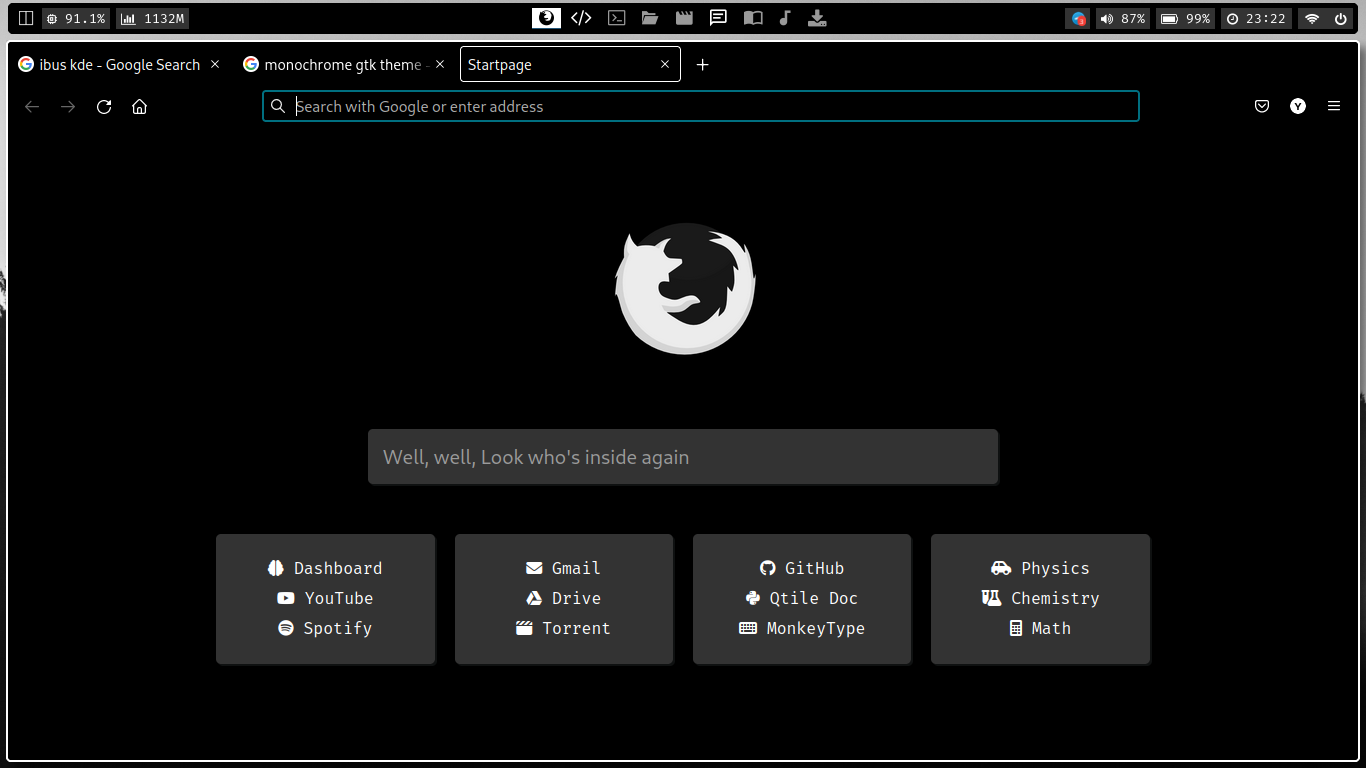 91.1% 1132M 3 87% 99% 23:22
ibus kde - Google Search monochrome gtk theme - Startpage
Search with Google or enter address Y
Well, well, Look who's inside again
Dashboard Gmail GitHub Physics
YouTube Drive Qtile Doc Chemistry
Spotify Torrent MonkeyType Math